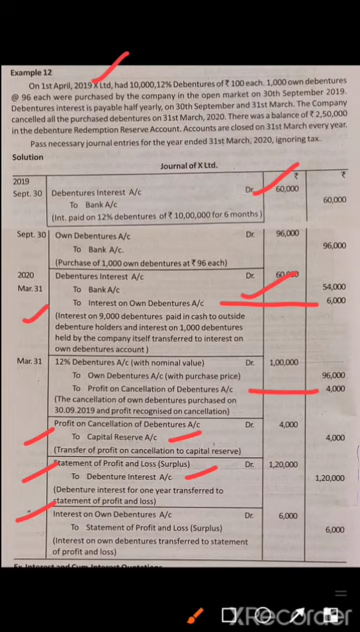 Example 12
On 1st April, 2019 X Ltd, had 10,000,12% Debentures of ₹ 100 each. 1,000 own debentures
@ 96 each were purchased by the company in the open market on 30th September 2019.
Debentures interest is payable half yearly, on 30th September and 31st March. The Company
cancelled all the purchased debentures on 31st March, 2020. There was a balance of ₹ 2,50,000
in the debenture Redemption Reserve Account. Accounts are closed on 31st March every year.
Pass necessary journal entries for the year ended 31st March, 2020, ignoring tax.
Solution
Journal of X Ltd.
₹ ₹
2019
Sept. 30 Debentures Interest A/c Dr. 60,000
To Bank A/c 60,000
(Int. paid on 12% debentures of ₹ 10,00,000 for 6 months)
Sept. 30 Own Debentures A/c Dr. 96,000
To Bank A/c. 96,000
(Purchase of 1,000 own debentures at ₹ 96 each)
2020 Debentures Interest A/c Dr. 60,000
Mar. 31 To Bank A/c 54,000
To Interest on Own Debentures A/c 6,000
(Interest on 9,000 debentures paid in cash to outside
debenture holders and interest on 1,000 debentures
held by the company itself transferred to interest on
own debentures account)
Mar. 31 12% Debentures A/c (with nominal value) Dr. 1,00,000
To Own Debentures A/c (with purchase price) 96,000
To Profit on Cancellation of Debentures A/c 4,000
(The cancellation of own debentures purchased on
30.09.2019 and profit recognised on cancellation)
Profit on Cancellation of Debentures A/c Dr. 4,000
To Capital Reserve A/c 4,000
(Transfer of profit on cancellation to capital reserve)
Statement of Profit and Loss (Surplus) Dr. 1,20,000
To Debenture Interest A/c 1,20,000
(Debenture interest for one year transferred to
statement of profit and loss)
Interest on Own Debentures A/c Dr. 6,000
To Statement of Profit and Loss (Surplus) 6,000
(Interest on own debentures transferred to statement
of profit and loss)
Ex-Interest and Cum-Interest Quotations
XRecorder